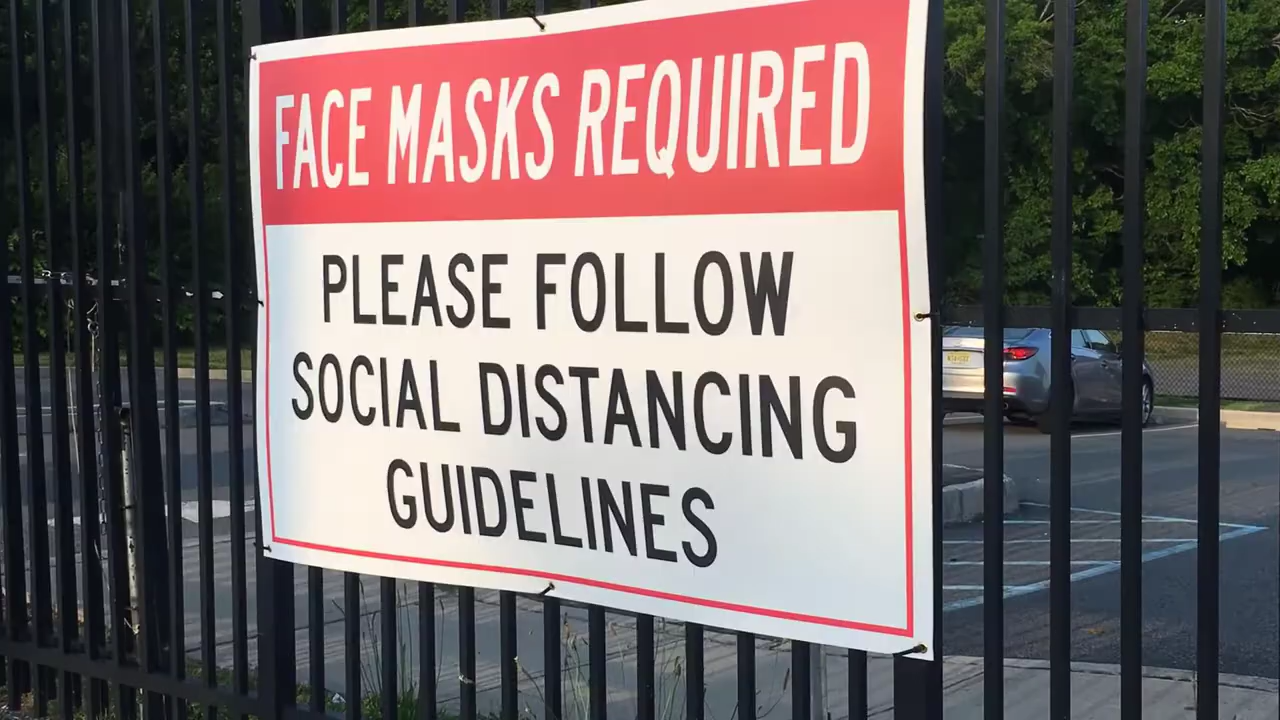 FACE MASKS REQUIRED
PLEASE FOLLOW
SOCIAL DISTANCING
GUIDELINES